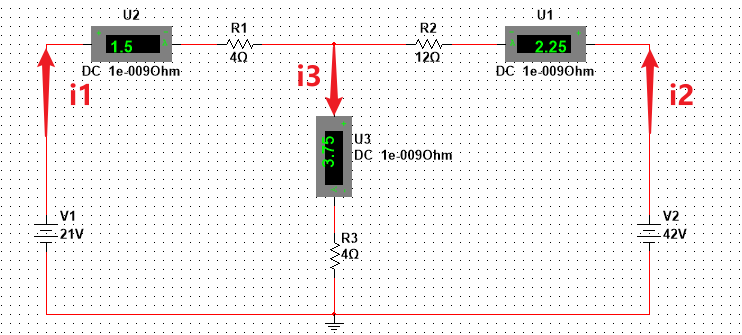 U2
1.5
DC 1e-009Ohm
R1
4Ω
R2
12Ω
U1
2.25
DC 1e-009Ohm
i1
i3
i2
3.75
U3
DC 1e-009Ohm
V1
21V
R3
4Ω
V2
42V